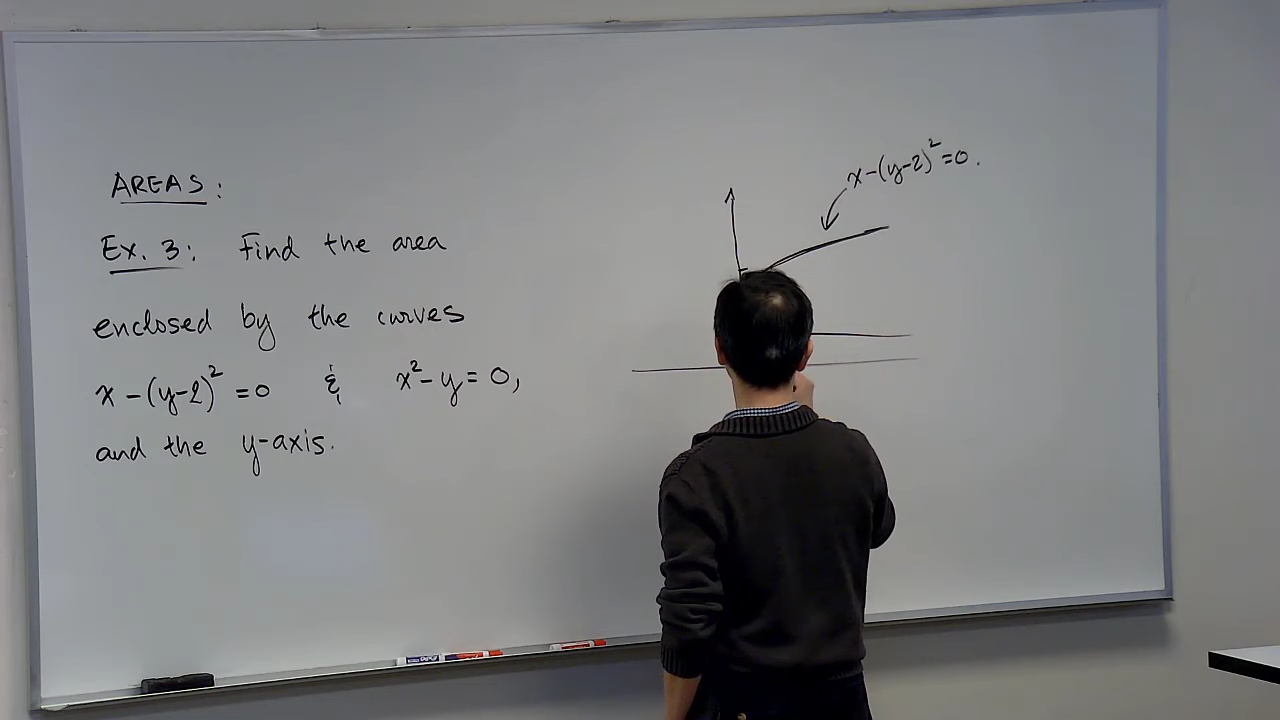 AREAS:
Ex. 3: Find the area
enclosed by the curves
x-(y-2)²=0 & x²-y=0,
and the y-axis.
x-(y-2)²=0.